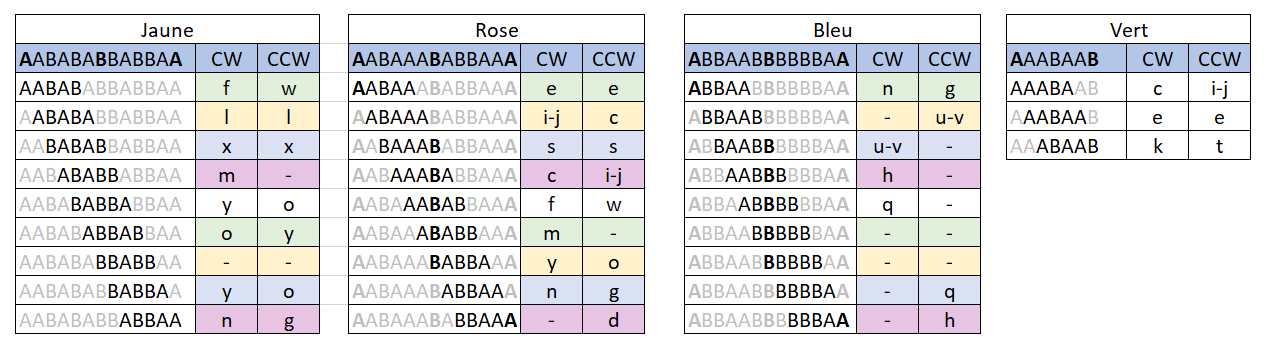 Jaune
AABABABBABBAA CW CCW
AABABABBABBAA f w
AABABABBABBAA l l
AABABABBABBAA x x
AABABABBABBAA m -
AABABABBABBAA y o
AABABABBABBAA o y
AABABABBABBAA - -
AABABABBABBAA y o
AABABABBABBAA n g
Rose
AABAAABABBAAA CW CCW
AABAAABABBAAA e e
AABAAABABBAAA i-j c
AABAAABABBAAA s s
AABAAABABBAAA c i-j
AABAAABABBAAA f w
AABAAABABBAAA m -
AABAAABABBAAA y o
AABAAABABBAAA n g
AABAAABABBAAA - d
Bleu
ABBAABBBBBBAA CW CCW
ABBAABBBBBBAA n g
ABBAABBBBBBAA - u-v
ABBAABBBBBBAA u-v -
ABBAABBBBBBAA h -
ABBAABBBBBBAA q -
ABBAABBBBBBAA - -
ABBAABBBBBBAA - -
ABBAABBBBBBAA - q
ABBAABBBBBBAA - h
Vert
AAABAAB CW CCW
AAABAAB c i-j
AAABAAB e e
AAABAAB k t